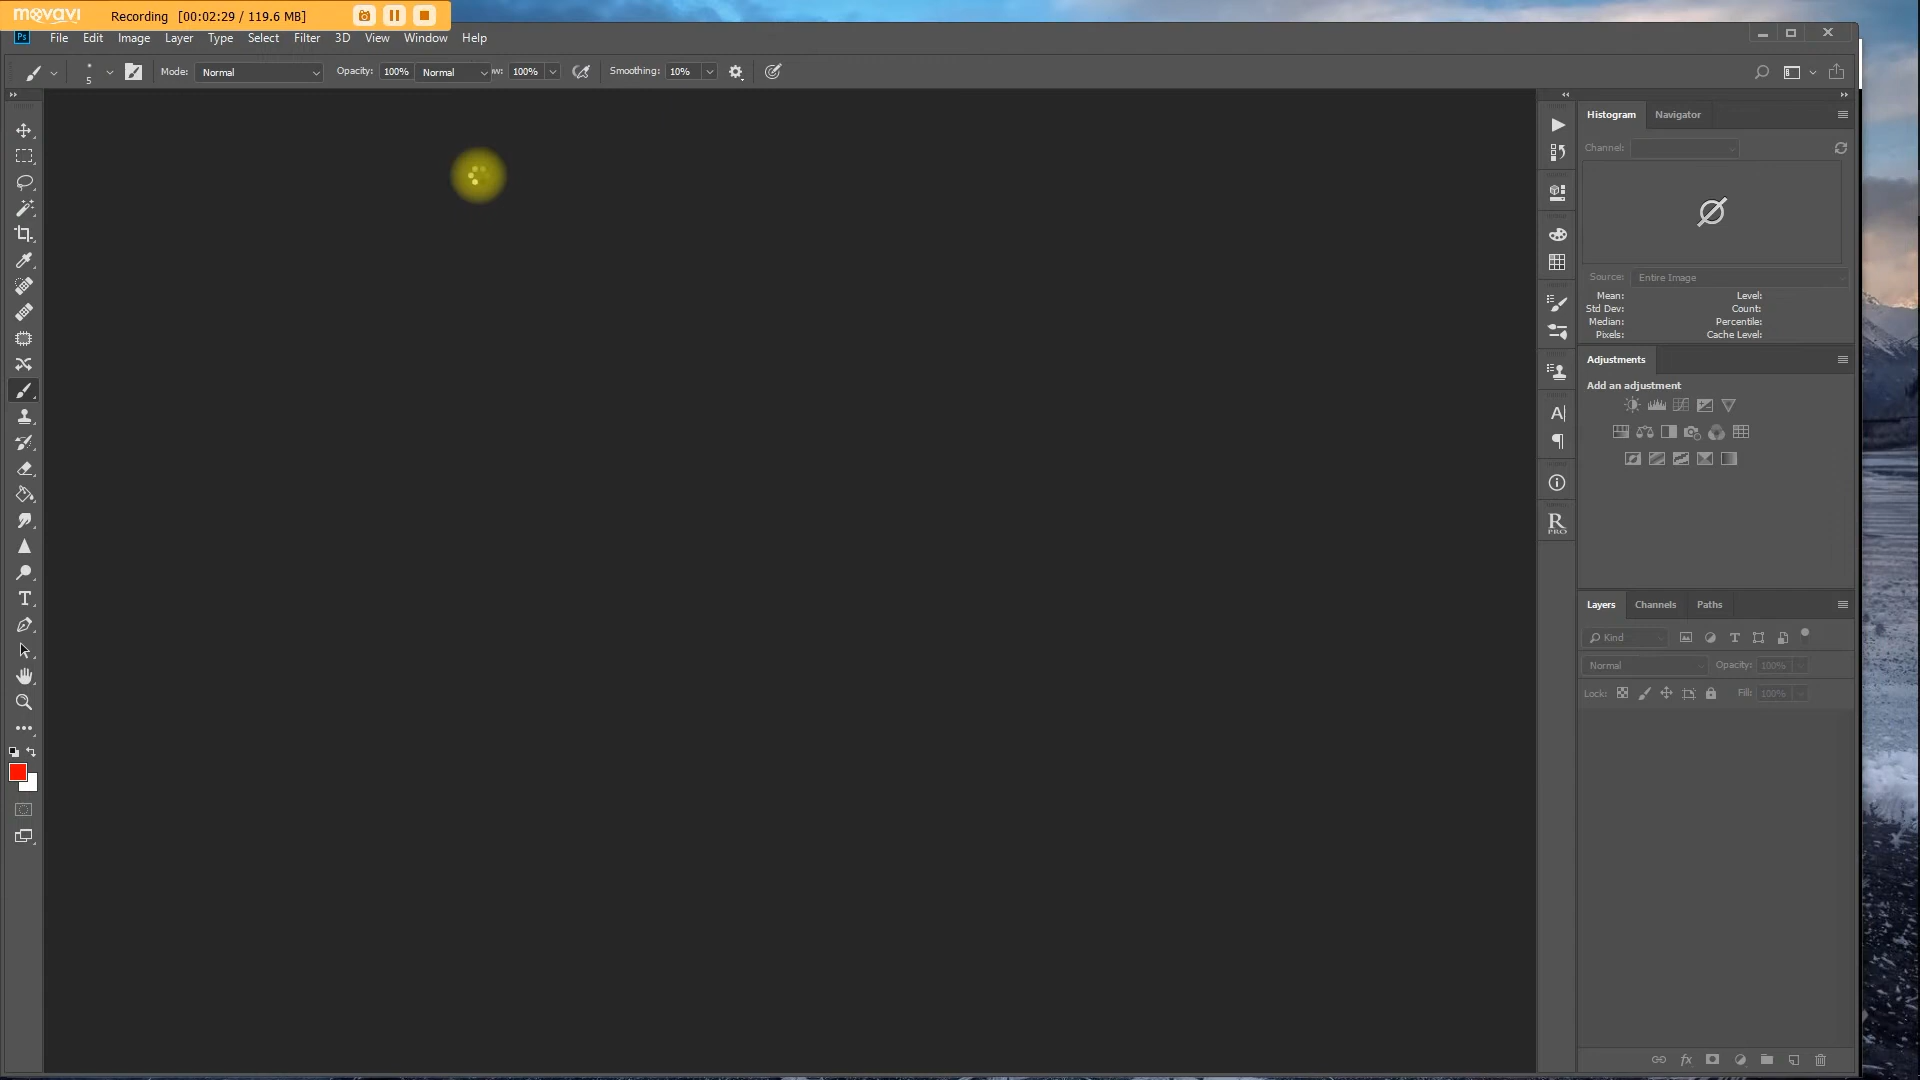 movavi Recording [00:02:29 / 119.6 MB]
Ps File Edit Image Layer Type Select Filter 3D View Window Help
5 Mode: Normal Opacity: 100% Normal w: 100% Smoothing: 10%
Histogram Navigator
Channel:
Source: Entire Image
Mean: Level:
Std Dev: Count:
Median: Percentile:
Pixels: Cache Level:
Adjustments
Add an adjustment
A
R
PRO
T
Layers Channels Paths
Kind T
Normal Opacity: 100%
Lock: Fill: 100%
fx